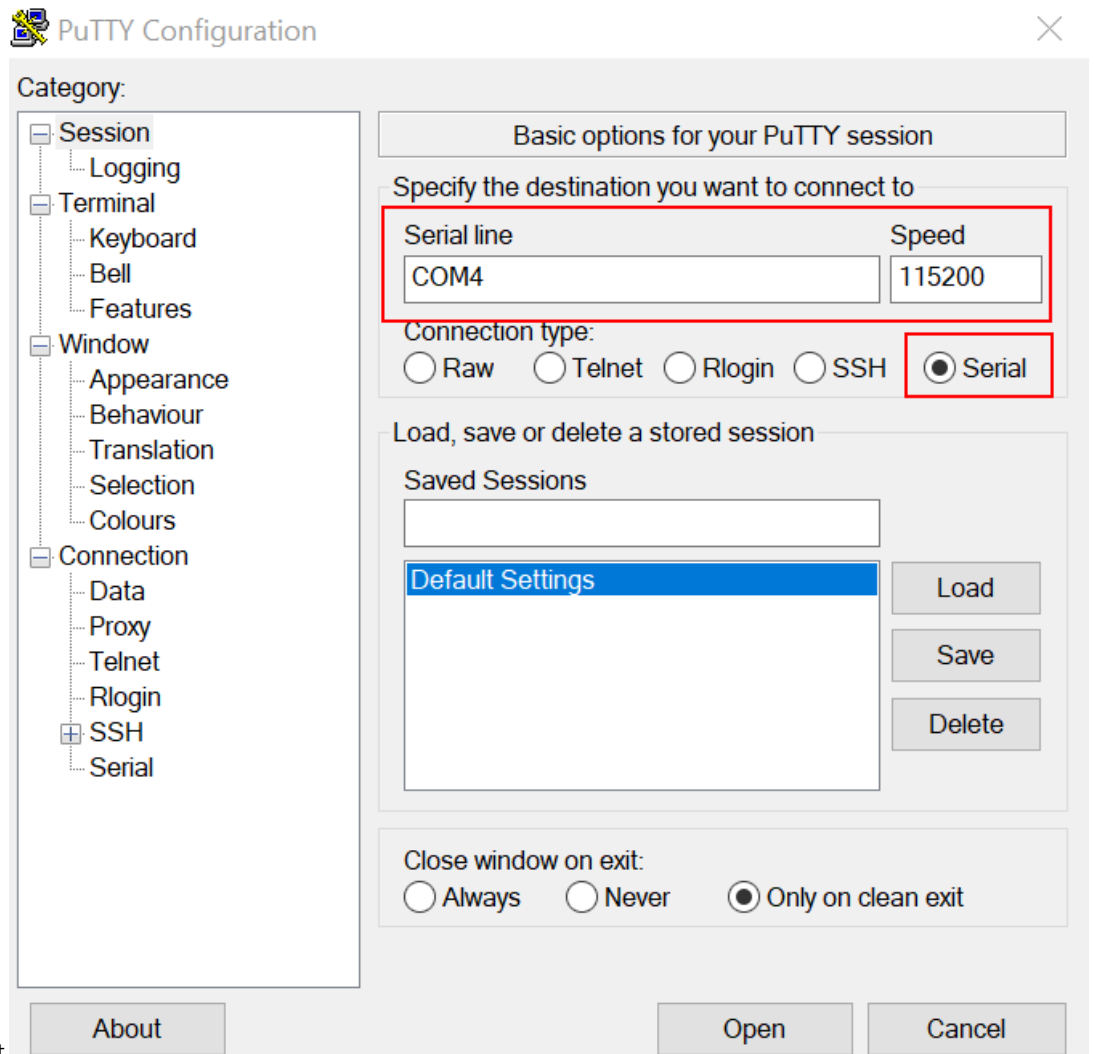 PuTTY Configuration
Category:
Session
Logging
Terminal
Keyboard
Bell
Features
Window
Appearance
Behaviour
Translation
Selection
Colours
Connection
Data
Proxy
Telnet
Rlogin
SSH
Serial
Basic options for your PuTTY session
Specify the destination you want to connect to
Serial line Speed
COM4 115200
Connection type:
Raw Telnet Rlogin SSH Serial
Load, save or delete a stored session
Saved Sessions
Default Settings
Load
Save
Delete
Close window on exit:
Always Never Only on clean exit
About Open Cancel